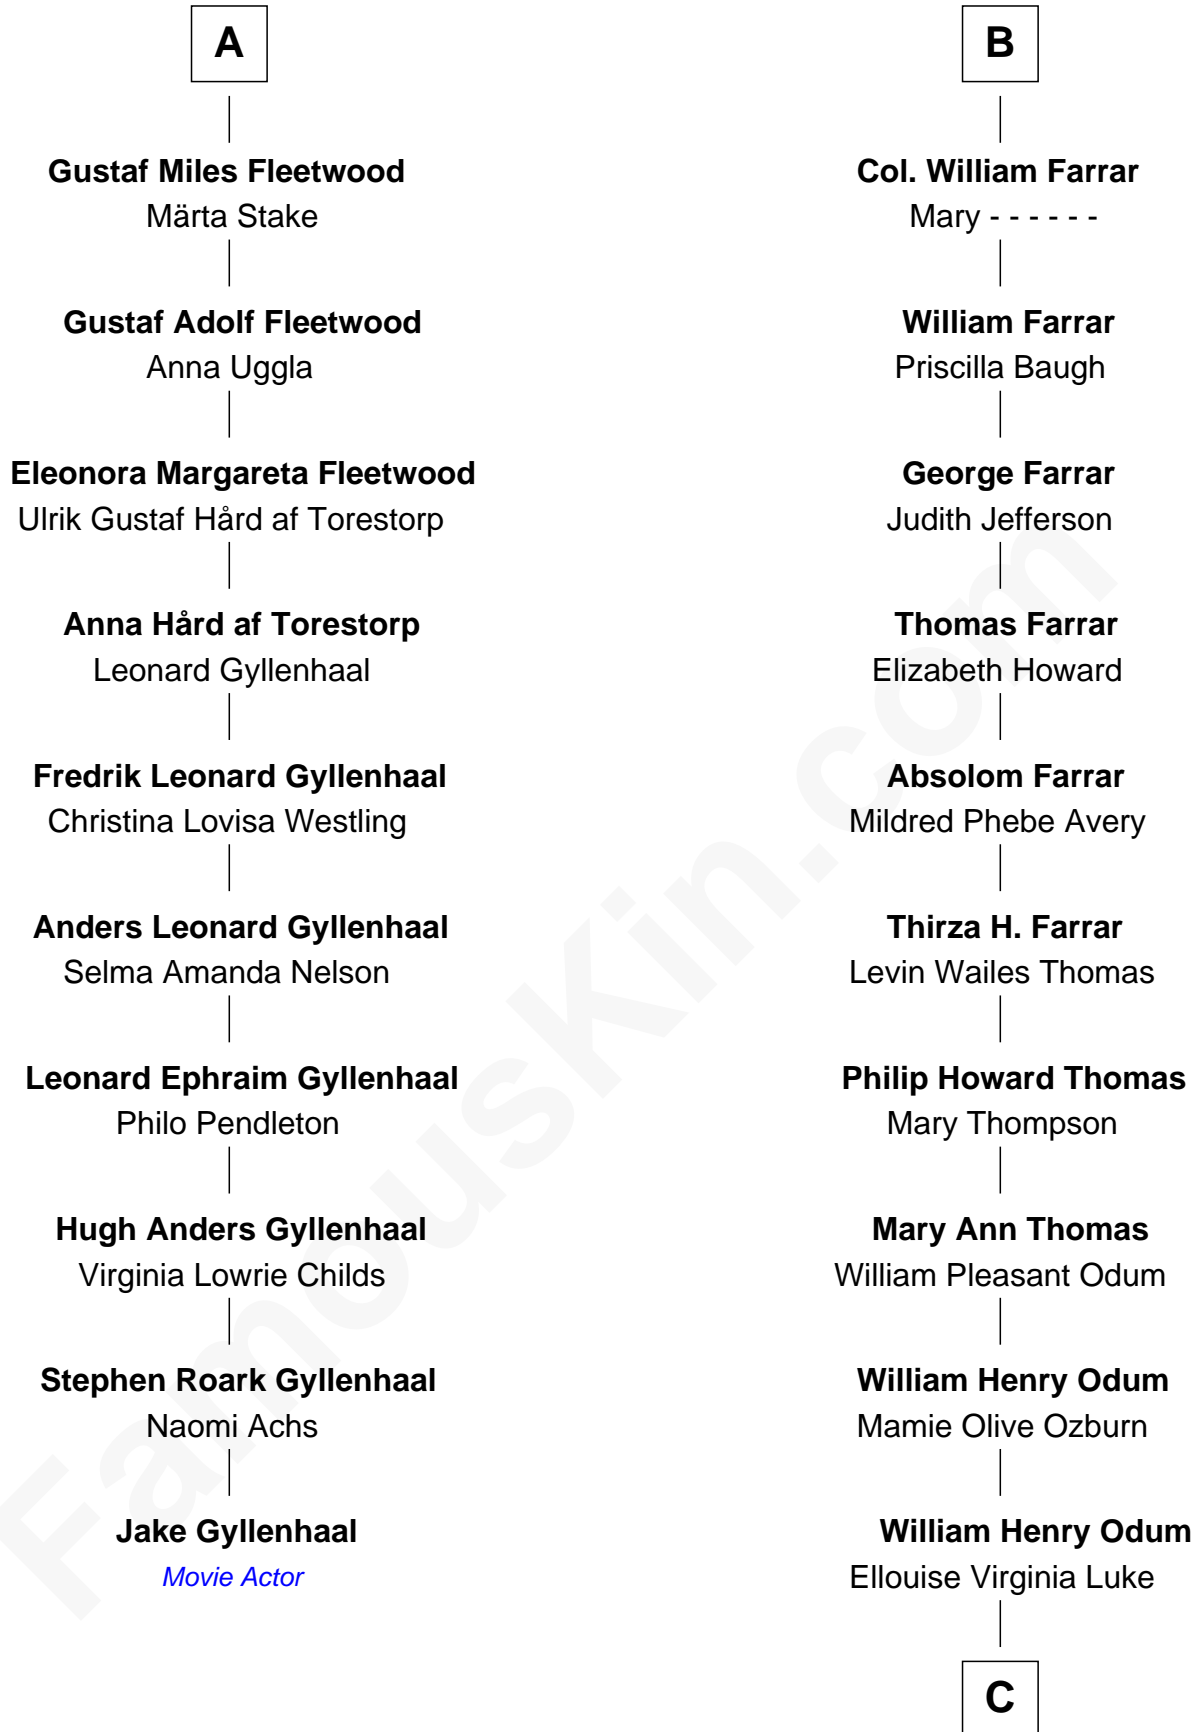 A
Gustaf Miles Fleetwood
Märta Stake
Gustaf Adolf Fleetwood
Anna Uggla
Eleonora Margareta Fleetwood
Ulrik Gustaf Hård af Torestorp
Anna Hård af Torestorp
Leonard Gyllenhaal
Fredrik Leonard Gyllenhaal
Christina Lovisa Westling
Anders Leonard Gyllenhaal
Selma Amanda Nelson
Leonard Ephraim Gyllenhaal
Philo Pendleton
Hugh Anders Gyllenhaal
Virginia Lowrie Childs
Stephen Roark Gyllenhaal
Naomi Achs
Jake Gyllenhaal
Movie Actor
B
Col. William Farrar
Mary - - - - - -
William Farrar
Priscilla Baugh
George Farrar
Judith Jefferson
Thomas Farrar
Elizabeth Howard
Absolom Farrar
Mildred Phebe Avery
Thirza H. Farrar
Levin Wailes Thomas
Philip Howard Thomas
Mary Thompson
Mary Ann Thomas
William Pleasant Odum
William Henry Odum
Mamie Olive Ozburn
William Henry Odum
Ellouise Virginia Luke
C
FamousKin.com